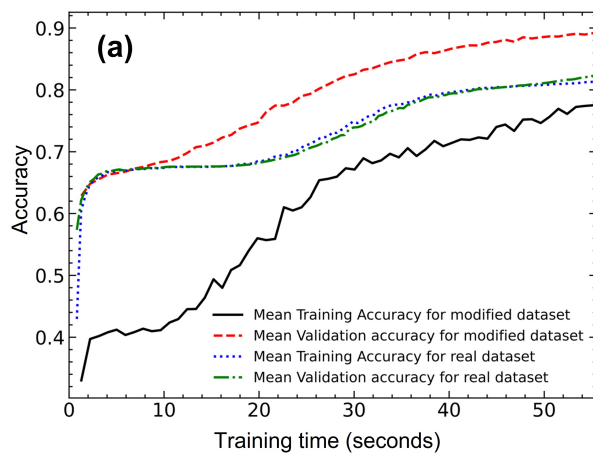 (a)
Accuracy
0.9
0.8
0.7
0.6
0.5
0.4
Mean Training Accuracy for modified dataset
Mean Validation accuracy for modified dataset
Mean Training Accuracy for real dataset
Mean Validation accuracy for real dataset
0 10 20 30 40 50
Training time (seconds)